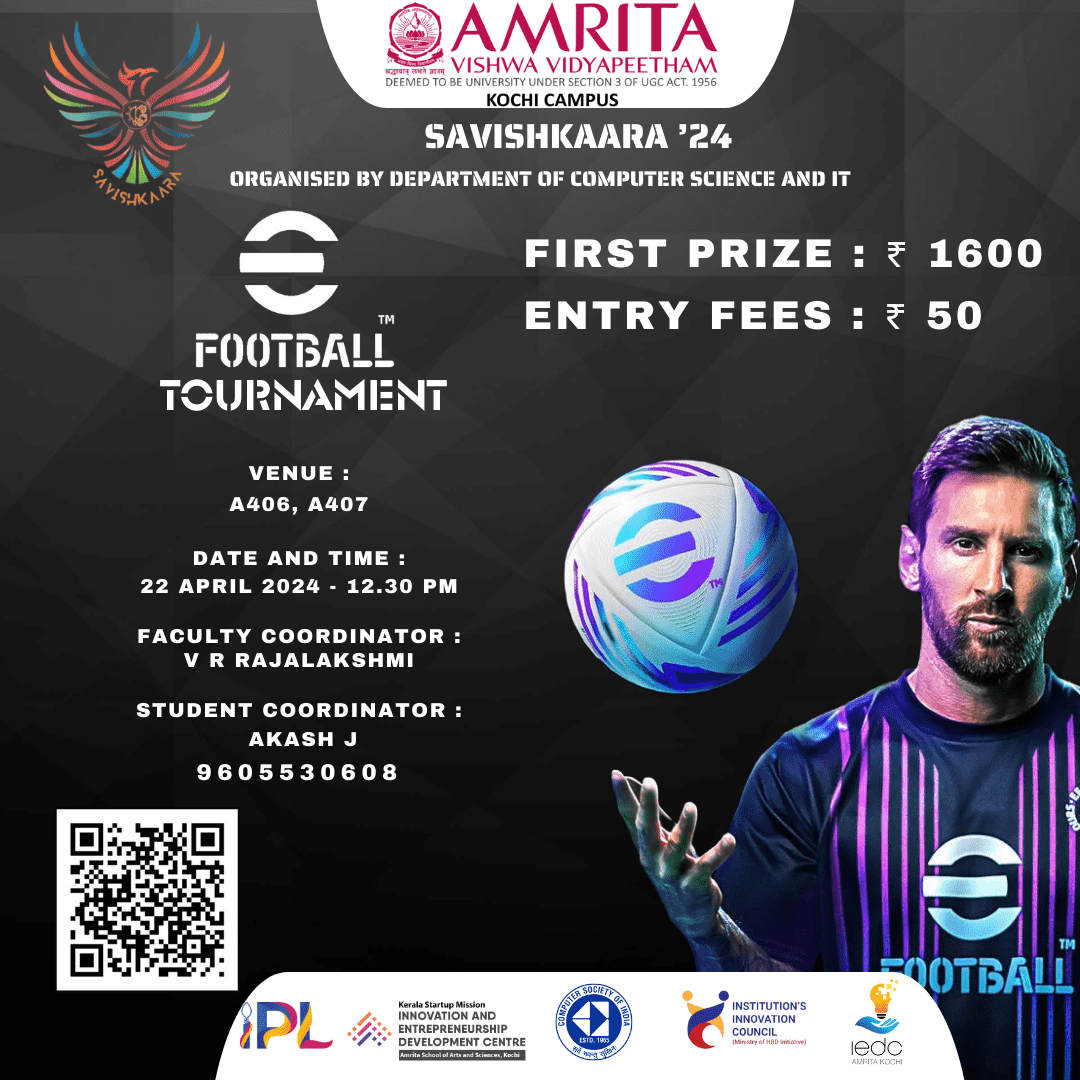 AMRITA
VISHWA VIDYAPEETHAM
DEEMED TO BE UNIVERSITY UNDER SECTION 3 OF UGC ACT. 1956
KOCHI CAMPUS
SAVISHKAARA
SAVISHKAARA ’24
ORGANISED BY DEPARTMENT OF COMPUTER SCIENCE AND IT
FOOTBALL™
TOURNAMENT
FIRST PRIZE : ₹ 1600
ENTRY FEES : ₹ 50
VENUE :
A406, A407
DATE AND TIME :
22 APRIL 2024 - 12.30 PM
FACULTY COORDINATOR :
V R RAJALAKSHMI
STUDENT COORDINATOR :
AKASH J
9605530608
TM
FOOTBALL™
IPL
Kerala Startup Mission
INNOVATION AND
ENTREPRENEURSHIP
DEVELOPMENT CENTRE
Amrita School of Arts and Sciences, Kochi
COMPUTER SOCIETY OF INDIA
ESTD. 1965
INSTITUTION'S
INNOVATION
COUNCIL
(Ministry of HRD Initiative)
iedc
AMRITA KOCHI